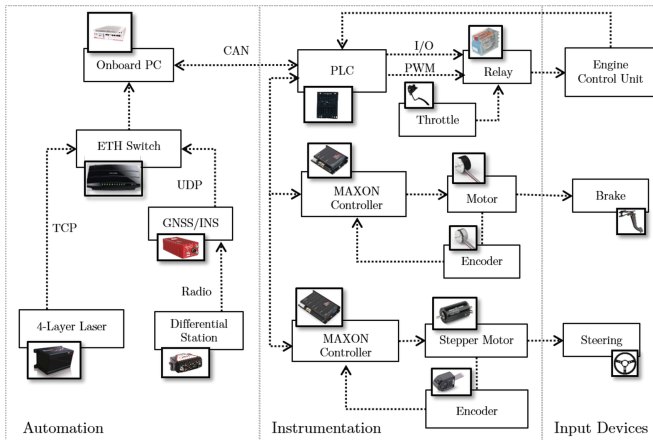 Onboard PC
CAN
ETH Switch
UDP
TCP
GNSS/INS
Radio
4-Layer Laser
Differential
Station
Automation
PLC
I/O
PWM
Relay
Throttle
MAXON
Controller
Motor
Encoder
MAXON
Controller
Stepper Motor
Encoder
Instrumentation
Engine
Control Unit
Brake
Steering
Input Devices